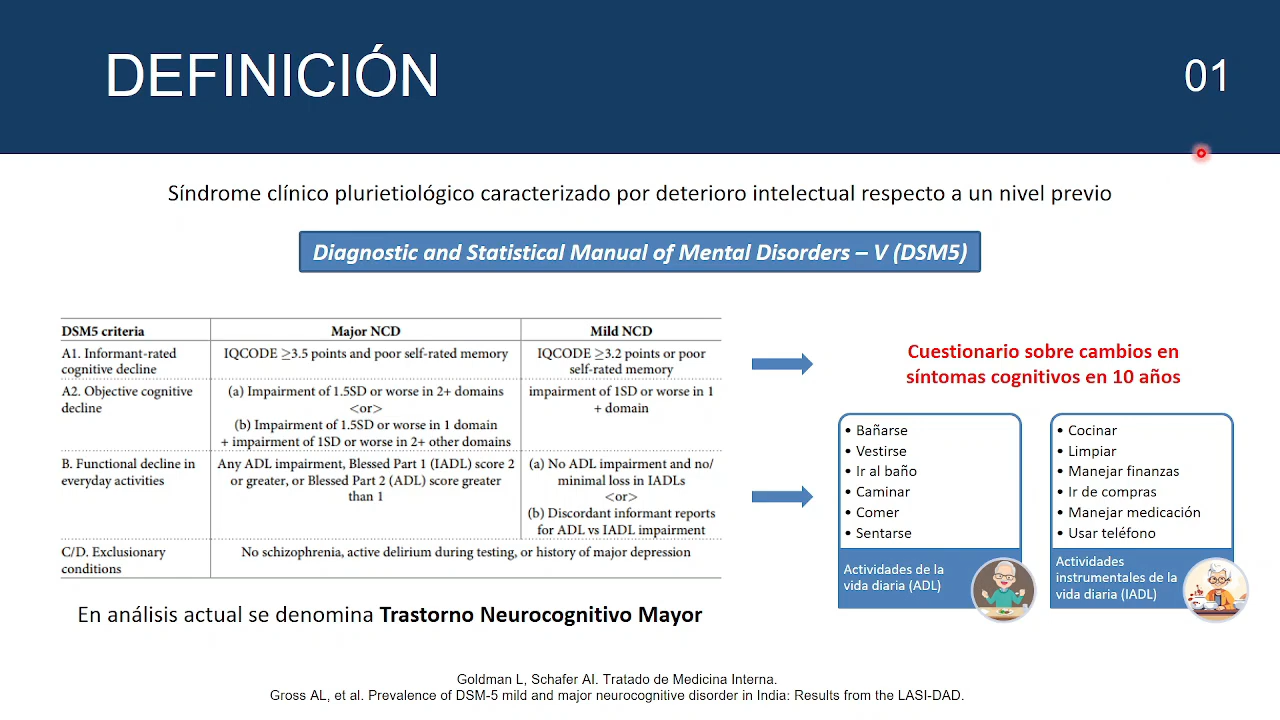 DEFINICIÓN
01
Síndrome clínico plurietiológico caracterizado por deterioro intelectual respecto a un nivel previo
Diagnostic and Statistical Manual of Mental Disorders – V (DSM5)
DSM5 criteria
Major NCD
Mild NCD
A1. Informant-rated
cognitive decline
IQCODE ≥3.5 points and poor self-rated memory
IQCODE ≥3.2 points or poor
self-rated memory
A2. Objective cognitive
decline
(a) Impairment of 1.5SD or worse in 2+ domains
<or>
(b) Impairment of 1.5SD or worse in 1 domain
+ impairment of 1SD or worse in 2+ other domains
impairment of 1SD or worse in 1
+ domain
B. Functional decline in
everyday activities
Any ADL impairment, Blessed Part 1 (IADL) score 2
or greater, or Blessed Part 2 (ADL) score greater
than 1
(a) No ADL impairment and no/
minimal loss in IADLs
<or>
(b) Discordant informant reports
for ADL vs IADL impairment
C/D. Exclusionary
conditions
No schizophrenia, active delirium during testing, or history of major depression
Cuestionario sobre cambios en
síntomas cognitivos en 10 años
• Bañarse
• Vestirse
• Ir al baño
• Caminar
• Comer
• Sentarse
Actividades de la
vida diaria (ADL)
• Cocinar
• Limpiar
• Manejar finanzas
• Ir de compras
• Manejar medicación
• Usar teléfono
Actividades
instrumentales de la
vida diaria (IADL)
En análisis actual se denomina Trastorno Neurocognitivo Mayor
Goldman L, Schafer AI. Tratado de Medicina Interna.
Gross AL, et al. Prevalence of DSM-5 mild and major neurocognitive disorder in India: Results from the LASI-DAD.